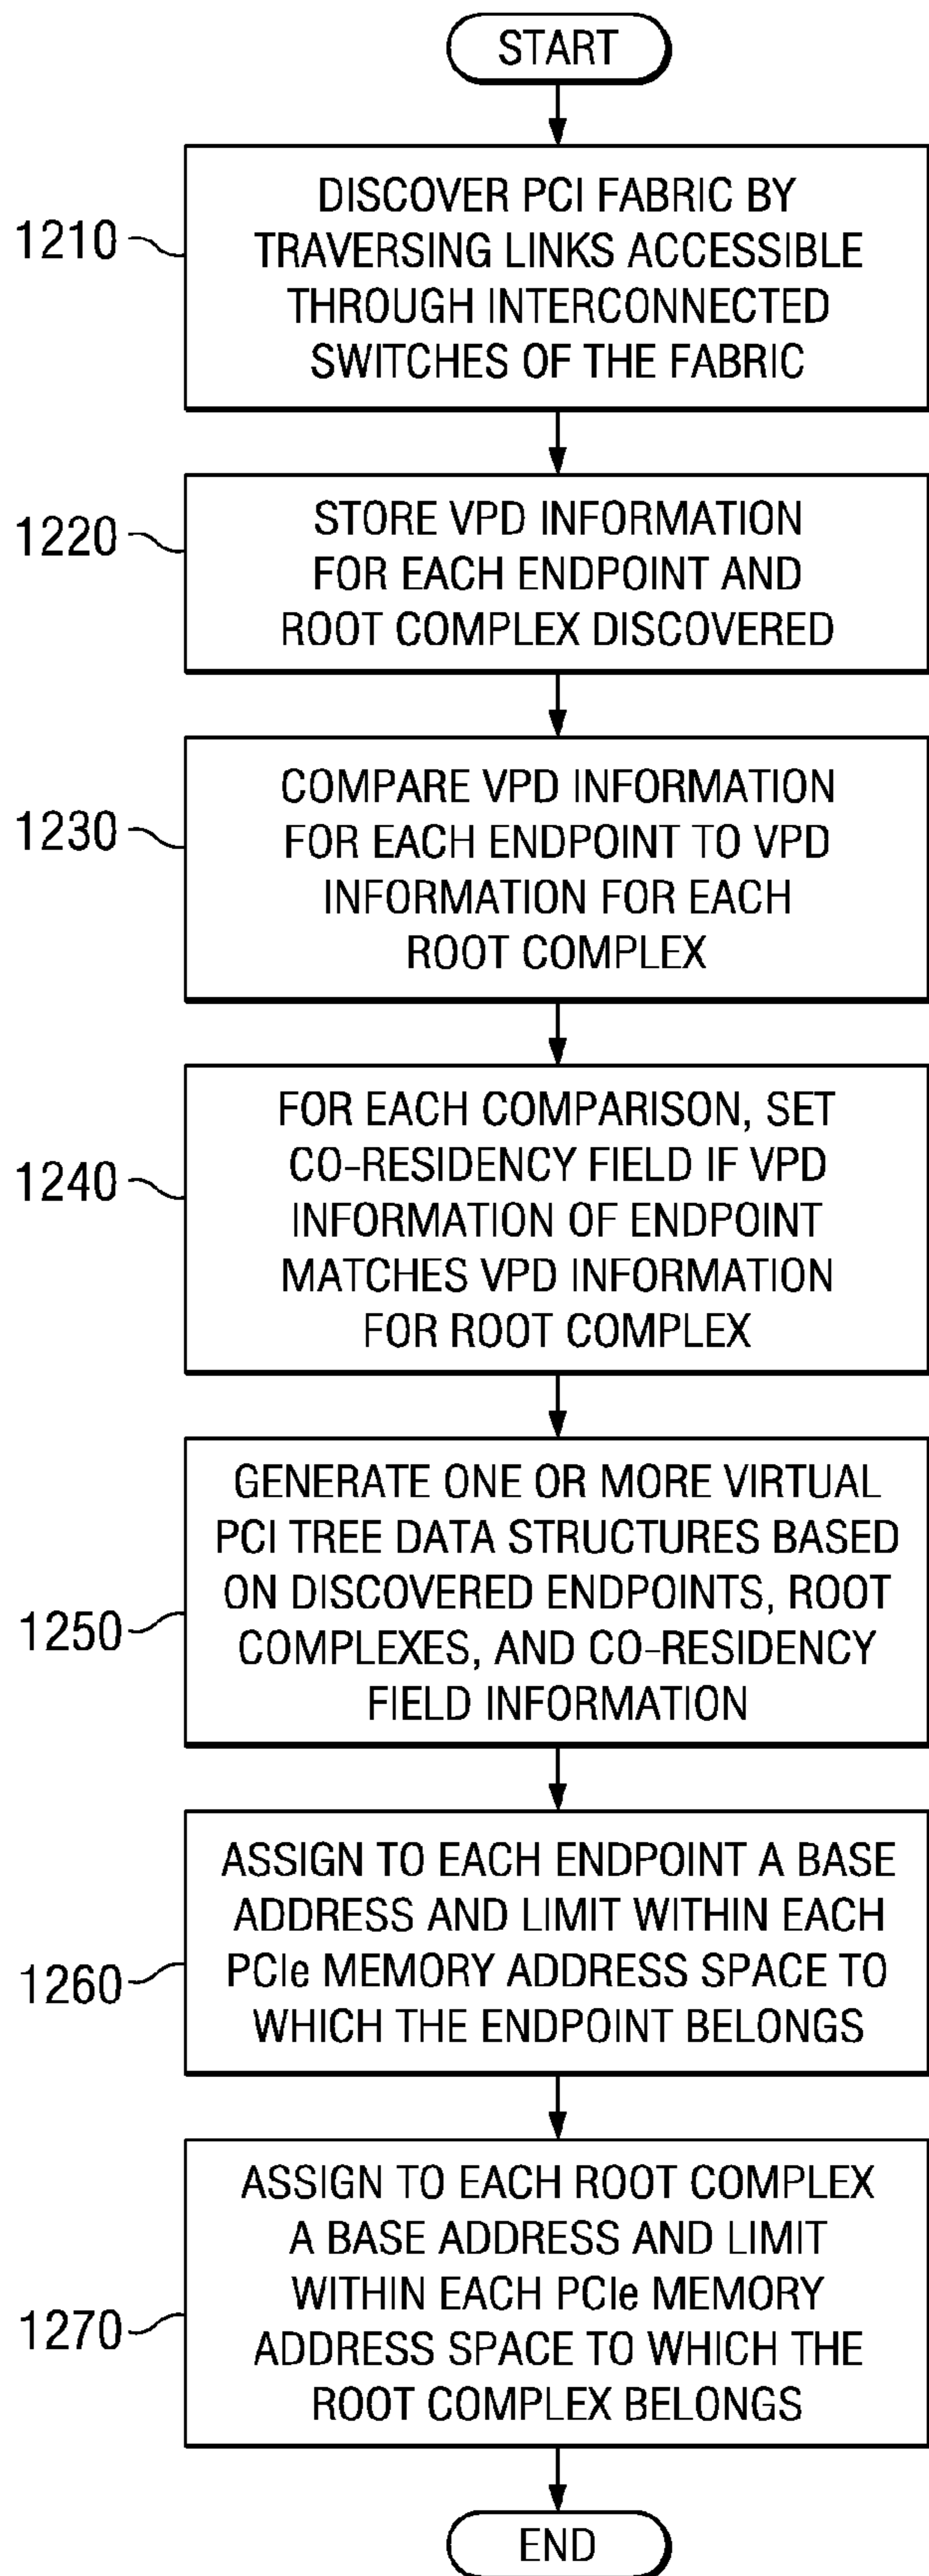 START
1210
DISCOVER PCI FABRIC BY
TRAVERSING LINKS ACCESSIBLE
THROUGH INTERCONNECTED
SWITCHES OF THE FABRIC
1220
STORE VPD INFORMATION
FOR EACH ENDPOINT AND
ROOT COMPLEX DISCOVERED
1230
COMPARE VPD INFORMATION
FOR EACH ENDPOINT TO VPD
INFORMATION FOR EACH
ROOT COMPLEX
1240
FOR EACH COMPARISON, SET
CO-RESIDENCY FIELD IF VPD
INFORMATION OF ENDPOINT
MATCHES VPD INFORMATION
FOR ROOT COMPLEX
1250
GENERATE ONE OR MORE VIRTUAL
PCI TREE DATA STRUCTURES BASED
ON DISCOVERED ENDPOINTS, ROOT
COMPLEXES, AND CO-RESIDENCY
FIELD INFORMATION
1260
ASSIGN TO EACH ENDPOINT A BASE
ADDRESS AND LIMIT WITHIN EACH
PCIe MEMORY ADDRESS SPACE TO
WHICH THE ENDPOINT BELONGS
1270
ASSIGN TO EACH ROOT COMPLEX
A BASE ADDRESS AND LIMIT
WITHIN EACH PCIe MEMORY
ADDRESS SPACE TO WHICH THE
ROOT COMPLEX BELONGS
END